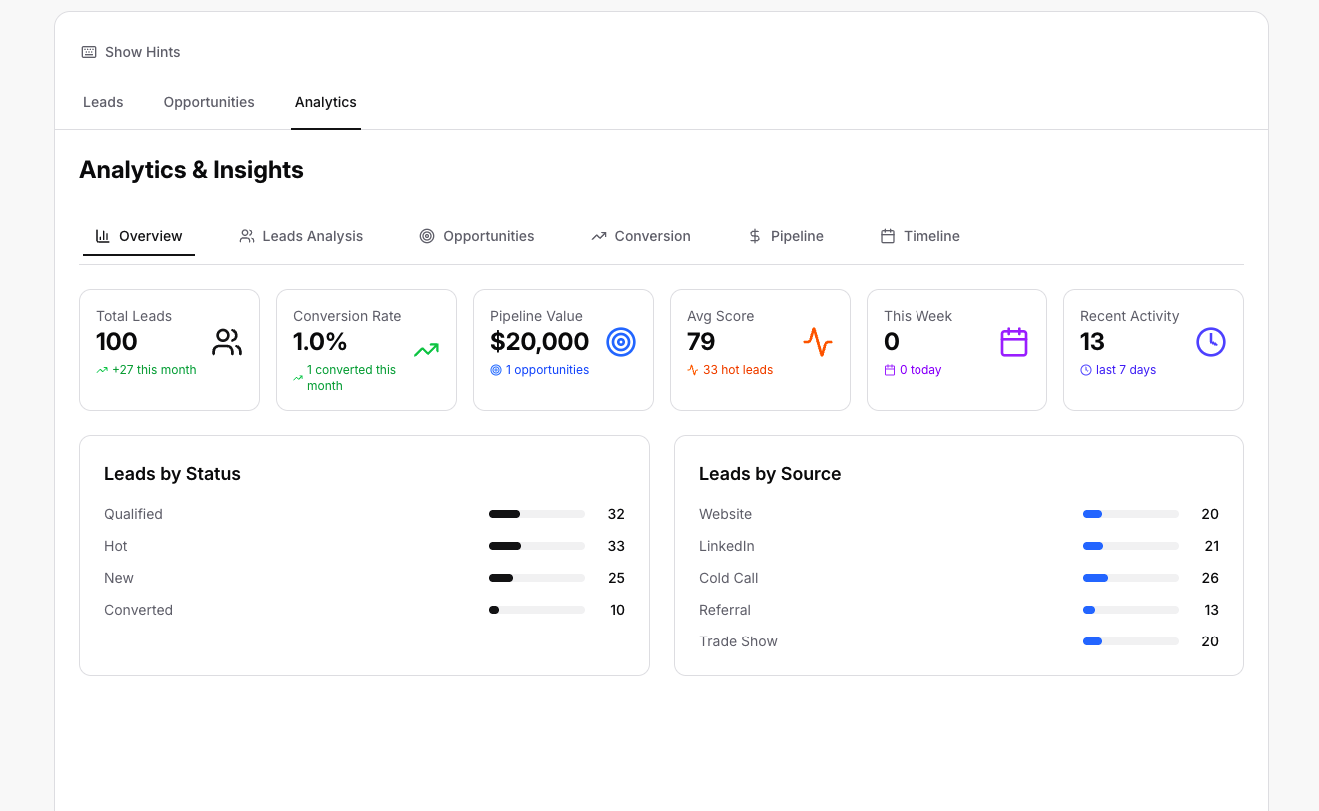 Show Hints
Leads
Opportunities
Analytics
Analytics & Insights
Overview
Leads Analysis
Opportunities
Conversion
Pipeline
Timeline
Total Leads
100
+27 this month
Conversion Rate
1.0%
1 converted this
month
Pipeline Value
$20,000
1 opportunities
Avg Score
79
33 hot leads
This Week
0
0 today
Recent Activity
13
last 7 days
Leads by Status
Qualified 32
Hot 33
New 25
Converted 10
Leads by Source
Website 20
LinkedIn 21
Cold Call 26
Referral 13
Trade Show 20